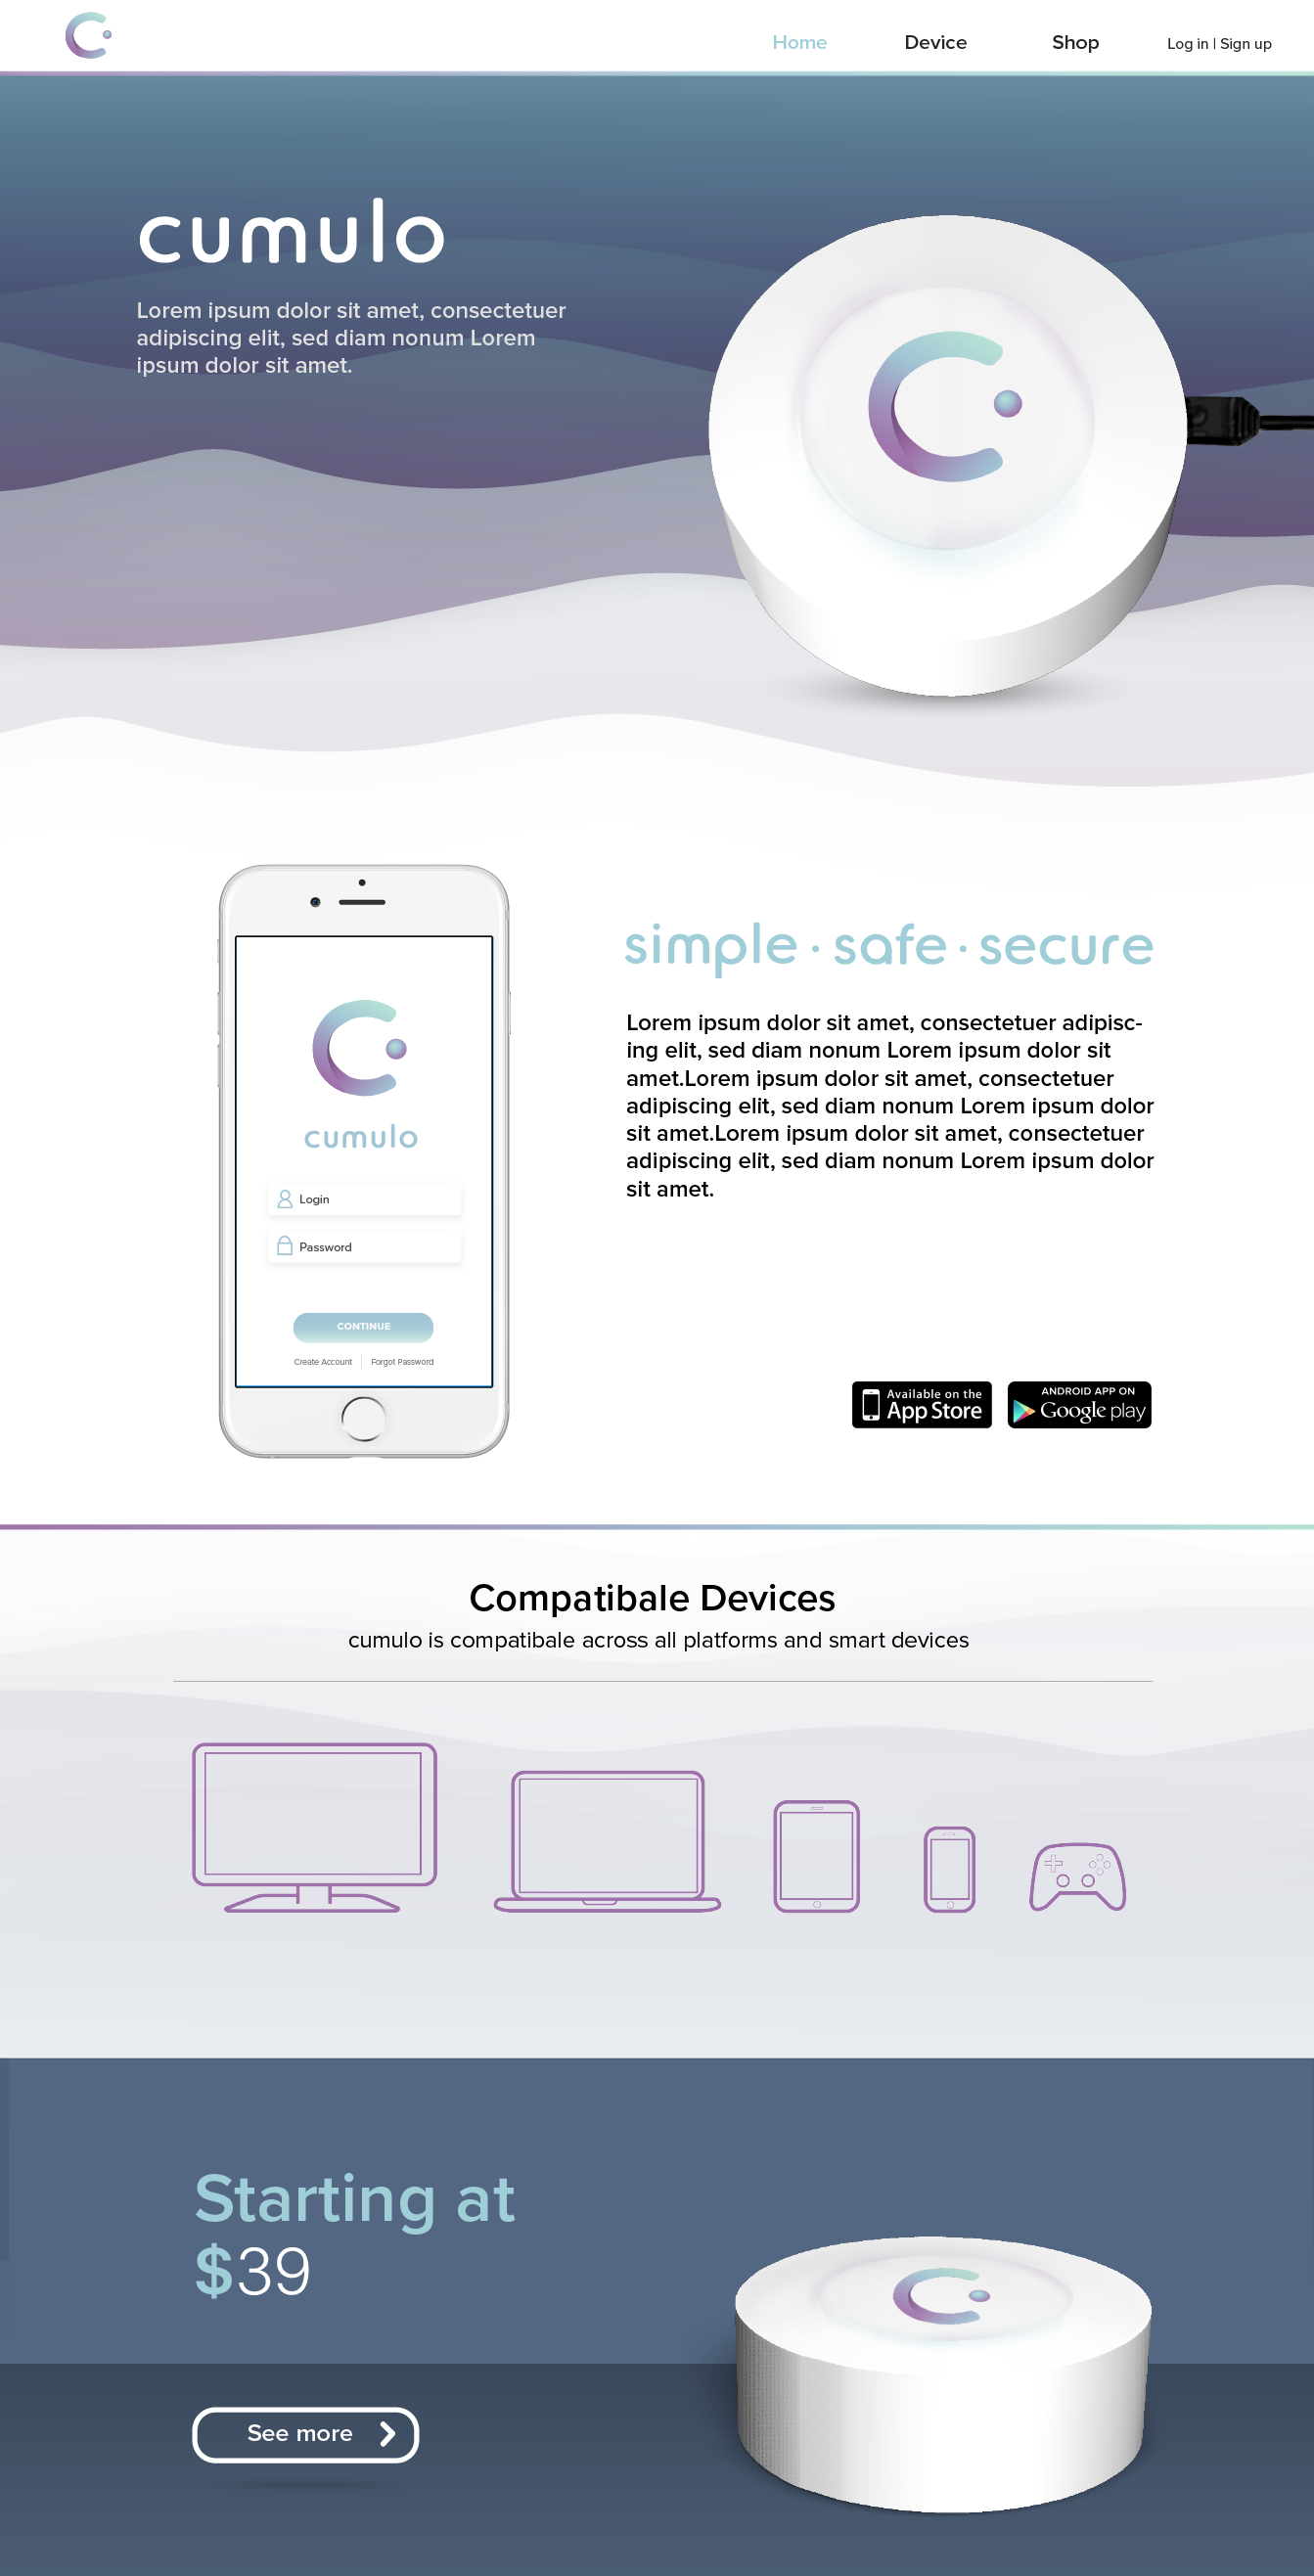 Home Device Shop Log in | Sign up
cumulo
Lorem ipsum dolor sit amet, consectetuer
adipiscing elit, sed diam nonum Lorem
ipsum dolor sit amet.
simple · safe · secure
Lorem ipsum dolor sit amet, consectetuer adipisc-
ing elit, sed diam nonum Lorem ipsum dolor sit
amet.Lorem ipsum dolor sit amet, consectetuer
adipiscing elit, sed diam nonum Lorem ipsum dolor
sit amet.Lorem ipsum dolor sit amet, consectetuer
adipiscing elit, sed diam nonum Lorem ipsum dolor
sit amet.
cumulo
Login
Password
CONTINUE
Create Account | Forgot Password
Available on the
App Store
ANDROID APP ON
Google play
Compatibale Devices
cumulo is compatibale across all platforms and smart devices
Starting at
$39
See more